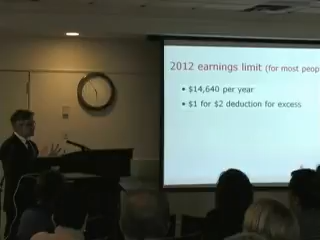 2012 earnings limit (for most peop
• $14,640 per year
• $1 for $2 deduction for excess